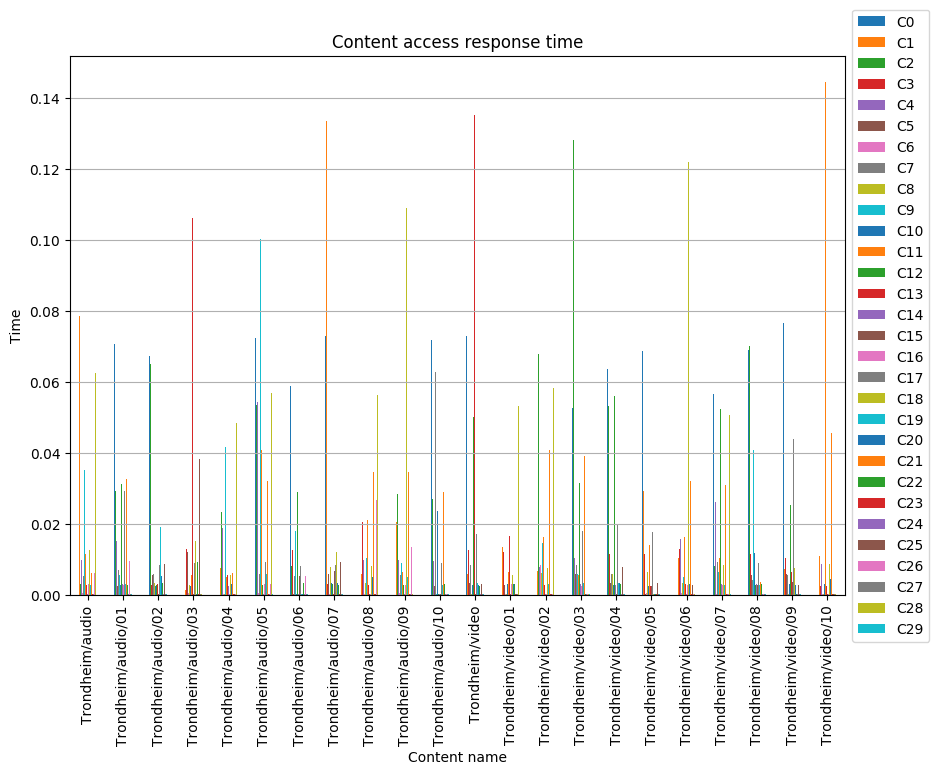 Content access response time
Time
0.14
0.12
0.10
0.08
0.06
0.04
0.02
0.00
Trondheim/audio
Trondheim/audio/01
Trondheim/audio/02
Trondheim/audio/03
Trondheim/audio/04
Trondheim/audio/05
Trondheim/audio/06
Trondheim/audio/07
Trondheim/audio/08
Trondheim/audio/09
Trondheim/audio/10
Trondheim/video
Trondheim/video/01
Trondheim/video/02
Trondheim/video/03
Trondheim/video/04
Trondheim/video/05
Trondheim/video/06
Trondheim/video/07
Trondheim/video/08
Trondheim/video/09
Trondheim/video/10
Content name
C0
C1
C2
C3
C4
C5
C6
C7
C8
C9
C10
C11
C12
C13
C14
C15
C16
C17
C18
C19
C20
C21
C22
C23
C24
C25
C26
C27
C28
C29